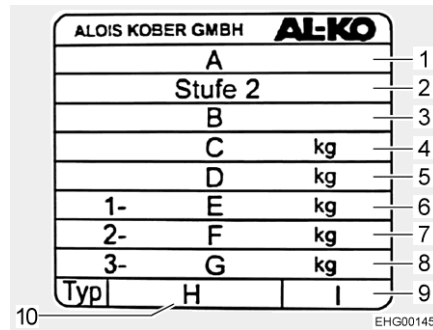 ALOIS KOBER GMBH AL-KO
A 1
Stufe 2 2
B 3
C kg 4
D kg 5
1- E kg 6
2- F kg 7
3- G kg 8
Typ H I 9
10
EHG00145